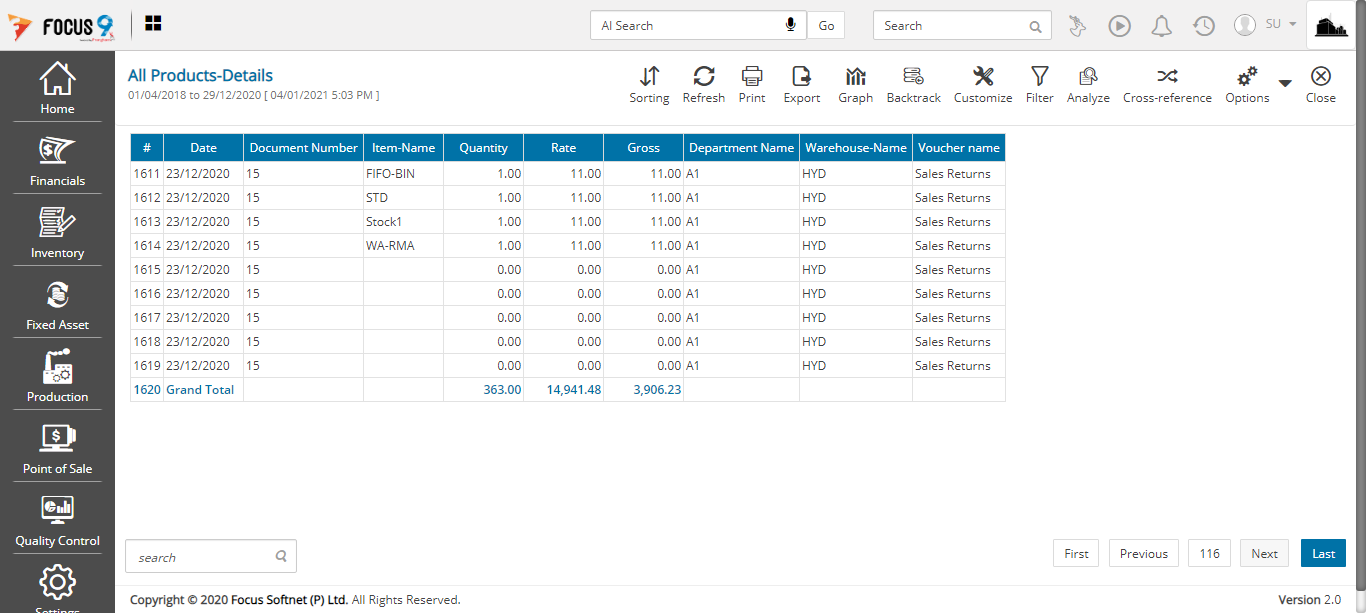 FOCUS 9
AI Search Go Search SU
Home
Financials
Inventory
Fixed Asset
Production
Point of Sale
Quality Control
Settings
All Products-Details
01/04/2018 to 29/12/2020 [ 04/01/2021 5:03 PM ]
Sorting Refresh Print Export Graph Backtrack Customize Filter Analyze Cross-reference Options Close
# Date Document Number Item-Name Quantity Rate Gross Department Name Warehouse-Name Voucher name
1611 23/12/2020 15 FIFO-BIN 1.00 11.00 11.00 A1 HYD Sales Returns
1612 23/12/2020 15 STD 1.00 11.00 11.00 A1 HYD Sales Returns
1613 23/12/2020 15 Stock1 1.00 11.00 11.00 A1 HYD Sales Returns
1614 23/12/2020 15 WA-RMA 1.00 11.00 11.00 A1 HYD Sales Returns
1615 23/12/2020 15 0.00 0.00 0.00 A1 HYD Sales Returns
1616 23/12/2020 15 0.00 0.00 0.00 A1 HYD Sales Returns
1617 23/12/2020 15 0.00 0.00 0.00 A1 HYD Sales Returns
1618 23/12/2020 15 0.00 0.00 0.00 A1 HYD Sales Returns
1619 23/12/2020 15 0.00 0.00 0.00 A1 HYD Sales Returns
1620 Grand Total 363.00 14,941.48 3,906.23
search
First Previous 116 Next Last
Copyright © 2020 Focus Softnet (P) Ltd. All Rights Reserved.
Version 2.0